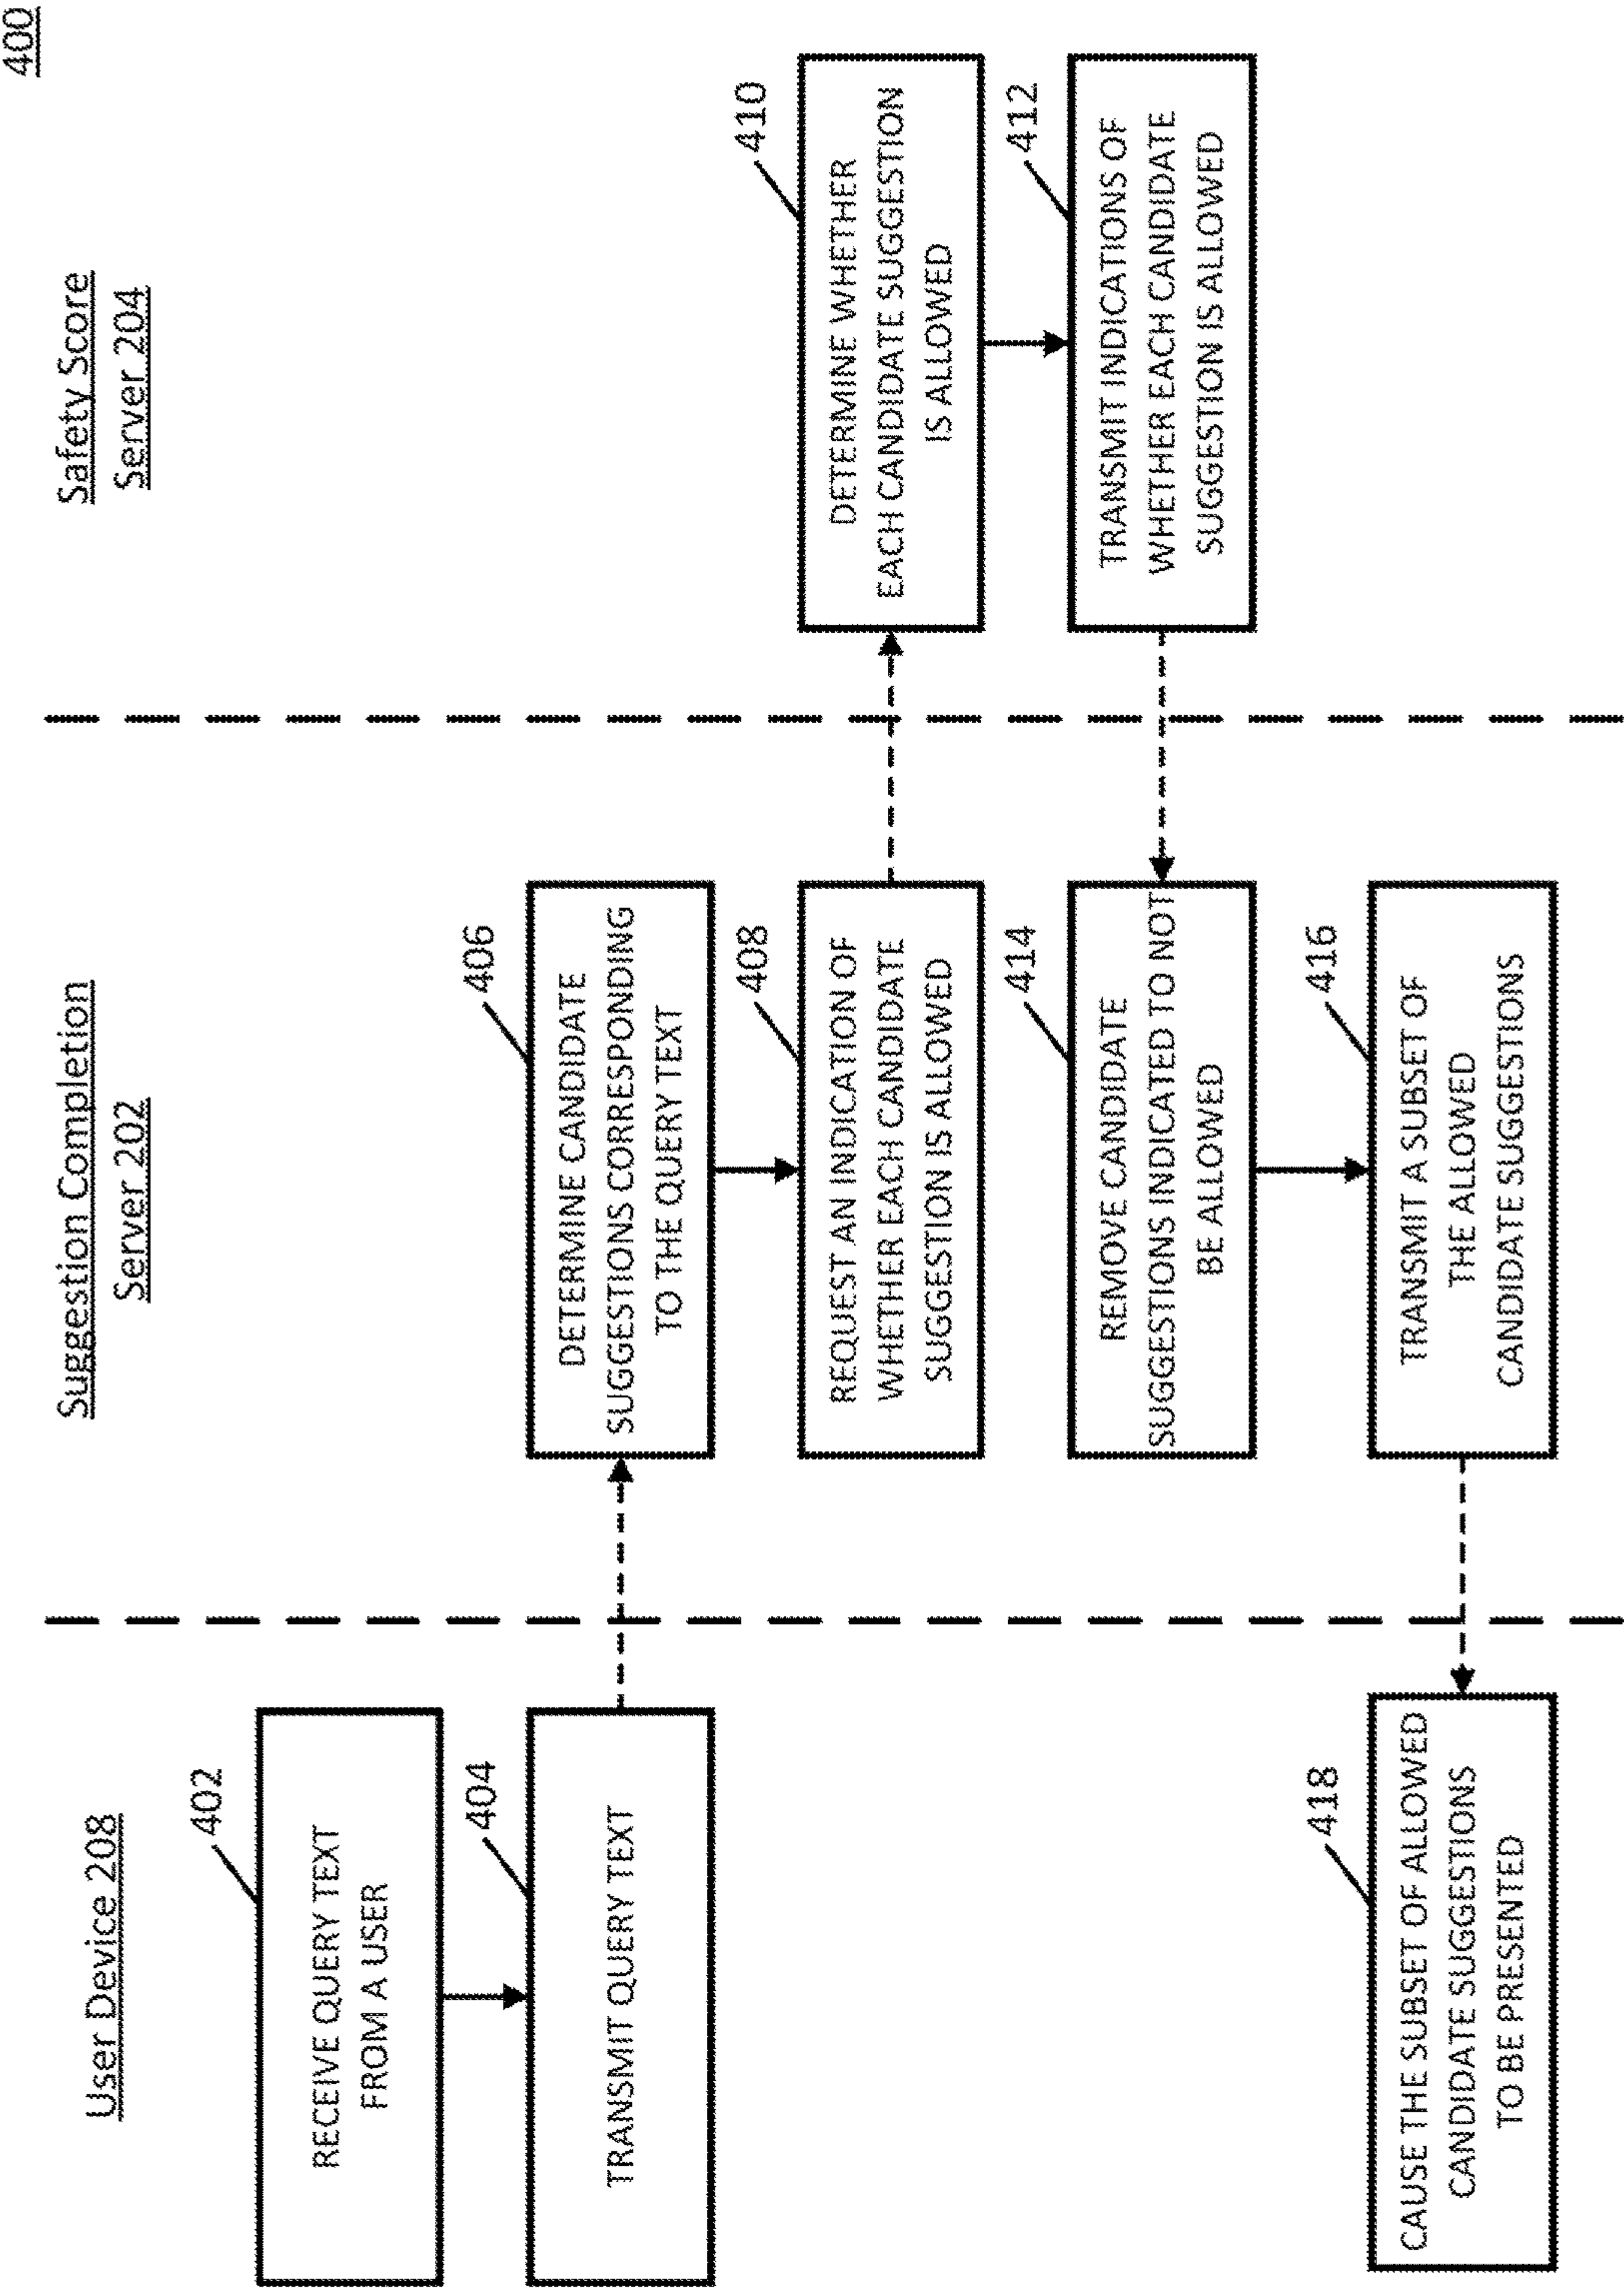 400
User Device 208
Suggestion Completion
Server 202
Safety Score
Server 204
402
RECEIVE QUERY TEXT
FROM A USER
404
TRANSMIT QUERY TEXT
406
DETERMINE CANDIDATE
SUGGESTIONS CORRESPONDING
TO THE QUERY TEXT
408
REQUEST AN INDICATION OF
WHETHER EACH CANDIDATE
SUGGESTION IS ALLOWED
410
DETERMINE WHETHER
EACH CANDIDATE SUGGESTION
IS ALLOWED
412
TRANSMIT INDICATIONS OF
WHETHER EACH CANDIDATE
SUGGESTION IS ALLOWED
414
REMOVE CANDIDATE
SUGGESTIONS INDICATED TO NOT
BE ALLOWED
416
TRANSMIT A SUBSET OF
THE ALLOWED
CANDIDATE SUGGESTIONS
418
CAUSE THE SUBSET OF ALLOWED
CANDIDATE SUGGESTIONS
TO BE PRESENTED